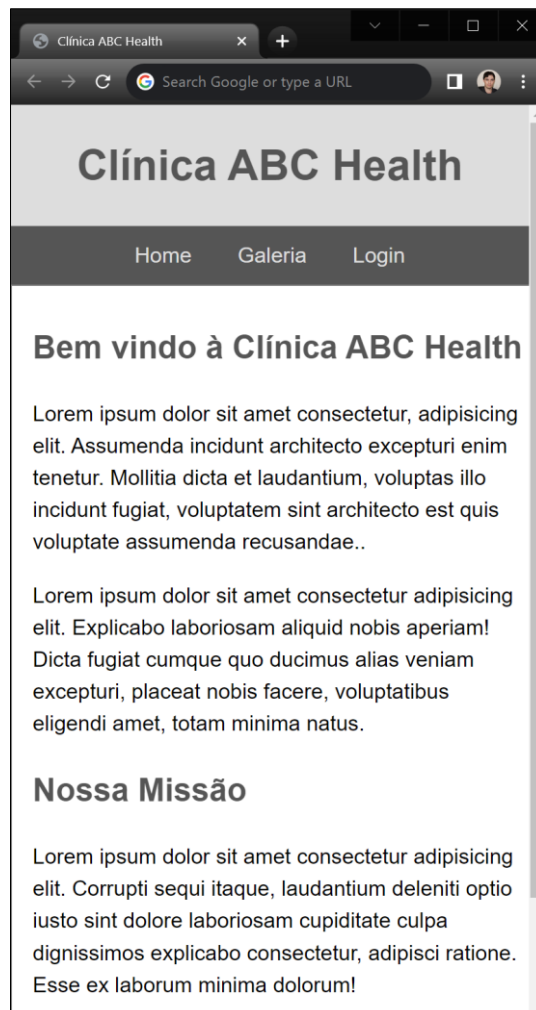 Clínica ABC Health
Search Google or type a URL
Clínica ABC Health
Home Galeria Login
Bem vindo à Clínica ABC Health
Lorem ipsum dolor sit amet consectetur, adipisicing
elit. Assumenda incidunt architecto excepturi enim
tenetur. Mollitia dicta et laudantium, voluptas illo
incidunt fugiat, voluptatem sint architecto est quis
voluptate assumenda recusandae..
Lorem ipsum dolor sit amet consectetur adipisicing
elit. Explicabo laboriosam aliquid nobis aperiam!
Dicta fugiat cumque quo ducimus alias veniam
excepturi, placeat nobis facere, voluptatibus
eligendi amet, totam minima natus.
Nossa Missão
Lorem ipsum dolor sit amet consectetur adipisicing
elit. Corrupti sequi itaque, laudantium deleniti optio
iusto sint dolore laboriosam cupiditate culpa
dignissimos explicabo consectetur, adipisci ratione.
Esse ex laborum minima dolorum!